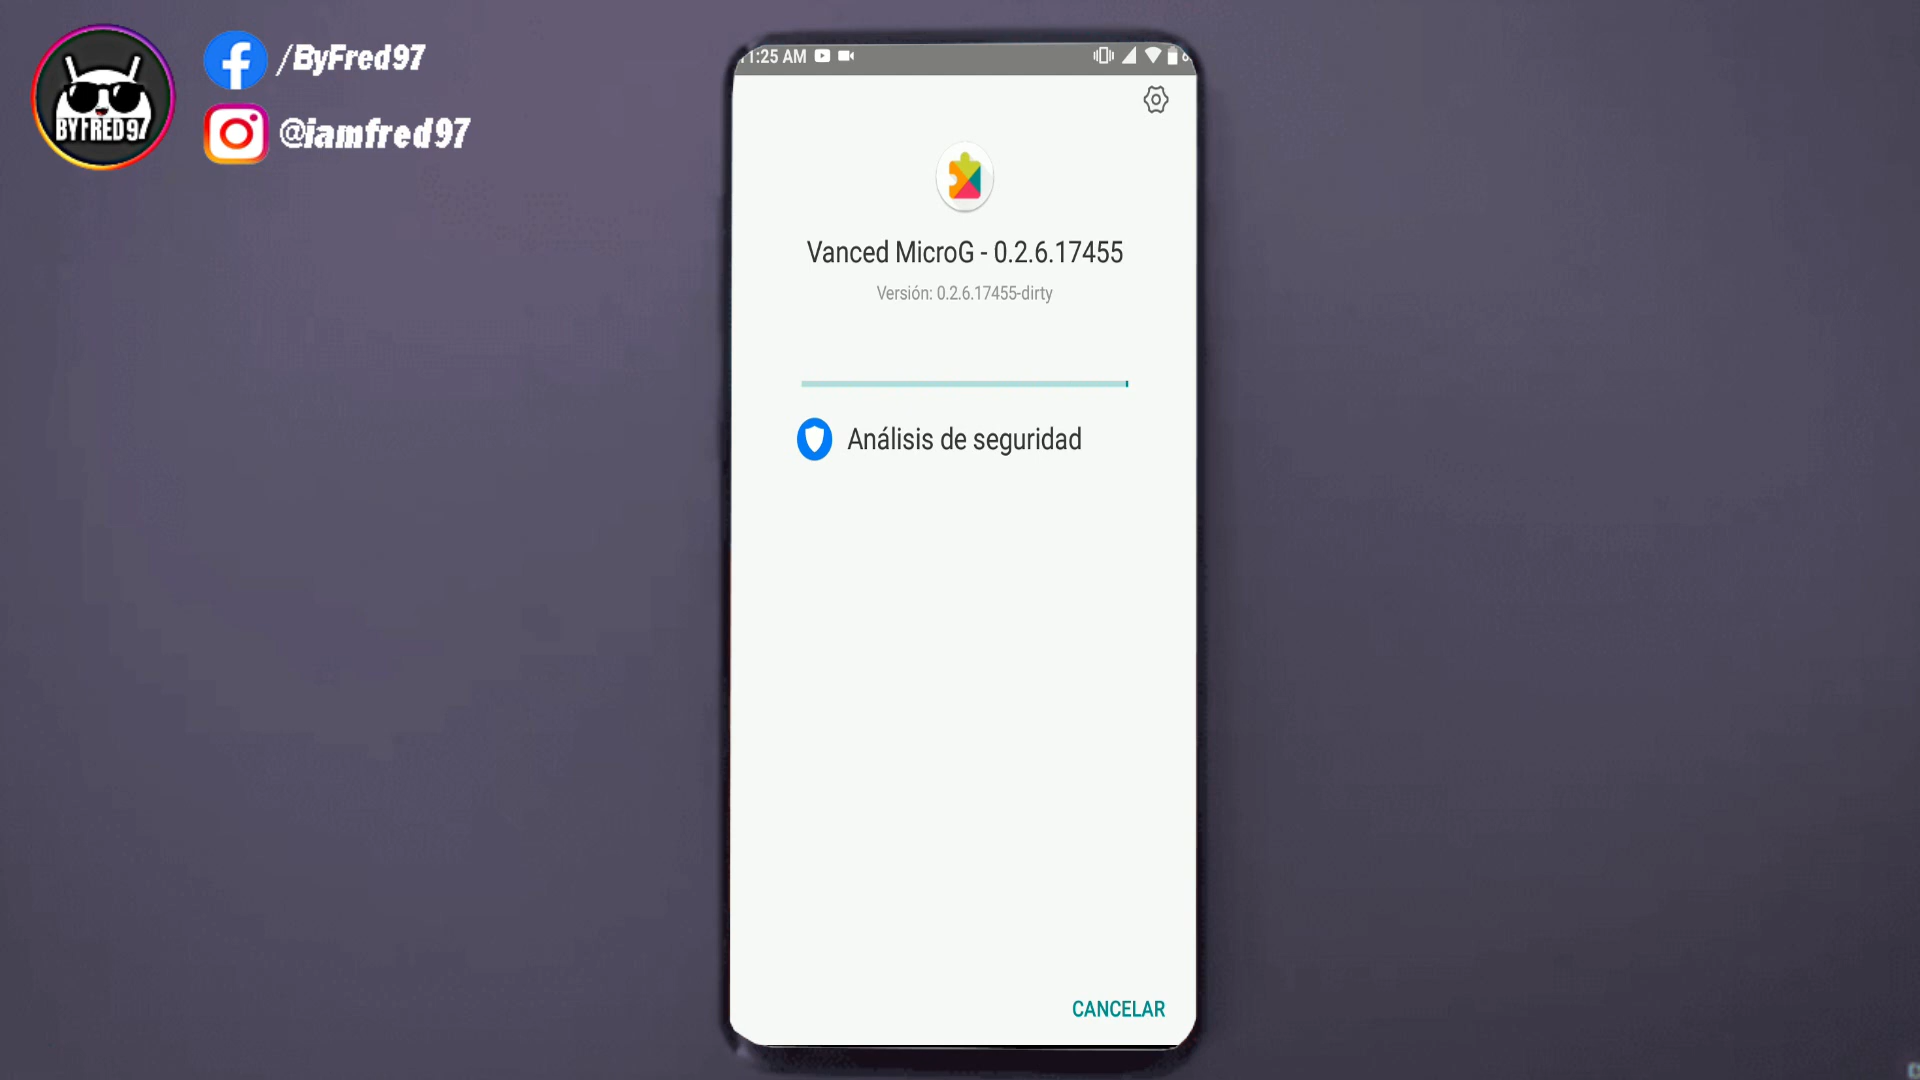 BYFRED97
/ByFred97
@iamfred97
1:25 AM
Vanced MicroG - 0.2.6.17455
Versión: 0.2.6.17455-dirty
Análisis de seguridad
CANCELAR